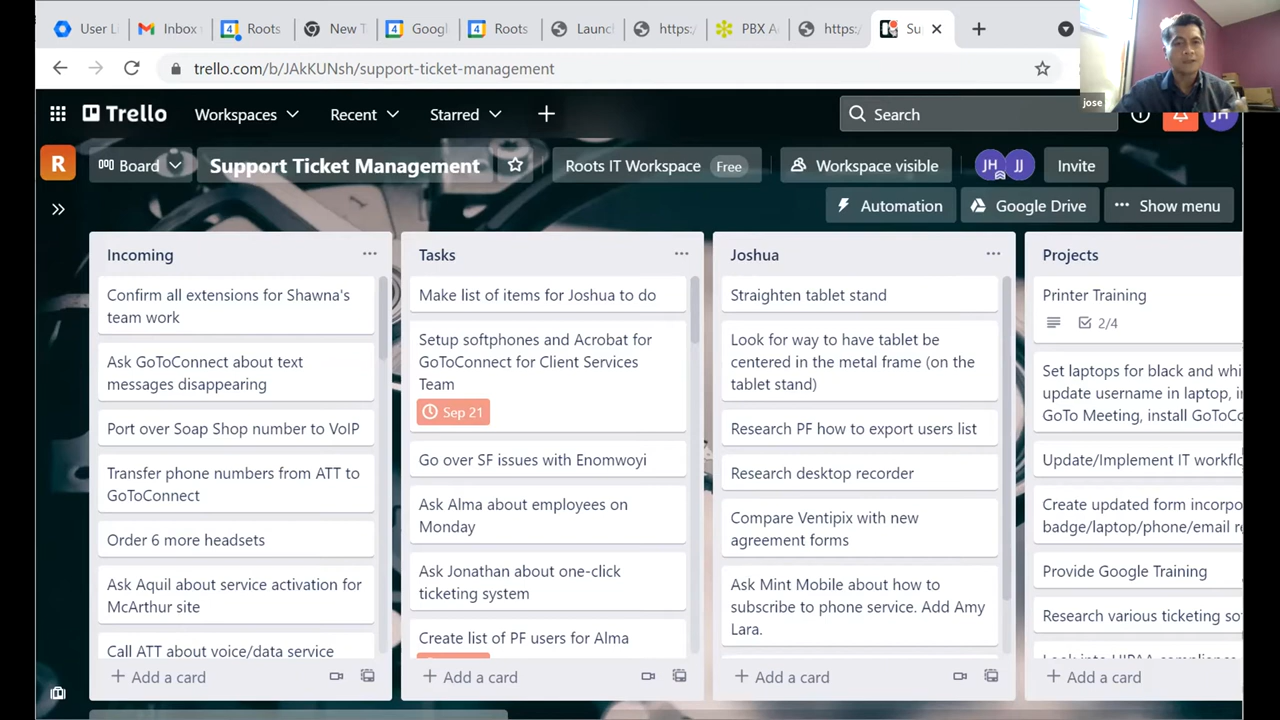 User L
Inbox
Roots
New T
Googl
Roots
Launc
https:/
PBX A
https:/
Su
trello.com/b/JAkKUNsh/support-ticket-management
jose
Trello
Workspaces
Recent
Starred
Search
JH
R
Board
Support Ticket Management
Roots IT Workspace
Free
Workspace visible
JH
JJ
Invite
Automation
Google Drive
Show menu
Incoming
Confirm all extensions for Shawna's
team work
Ask GoToConnect about text
messages disappearing
Port over Soap Shop number to VoIP
Transfer phone numbers from ATT to
GoToConnect
Order 6 more headsets
Ask Aquil about service activation for
McArthur site
Call ATT about voice/data service
Add a card
Tasks
Make list of items for Joshua to do
Setup softphones and Acrobat for
GoToConnect for Client Services
Team
Sep 21
Go over SF issues with Enomwoyi
Ask Alma about employees on
Monday
Ask Jonathan about one-click
ticketing system
Create list of PF users for Alma
Add a card
Joshua
Straighten tablet stand
Look for way to have tablet be
centered in the metal frame (on the
tablet stand)
Research PF how to export users list
Research desktop recorder
Compare Ventipix with new
agreement forms
Ask Mint Mobile about how to
subscribe to phone service. Add Amy
Lara.
Add a card
Projects
Printer Training
2/4
Set laptops for black and whi
update username in laptop, i
GoTo Meeting, install GoToCo
Update/Implement IT workflo
Create updated form incorpo
badge/laptop/phone/email re
Provide Google Training
Research various ticketing so
Look into HIPAA compliance
Add a card